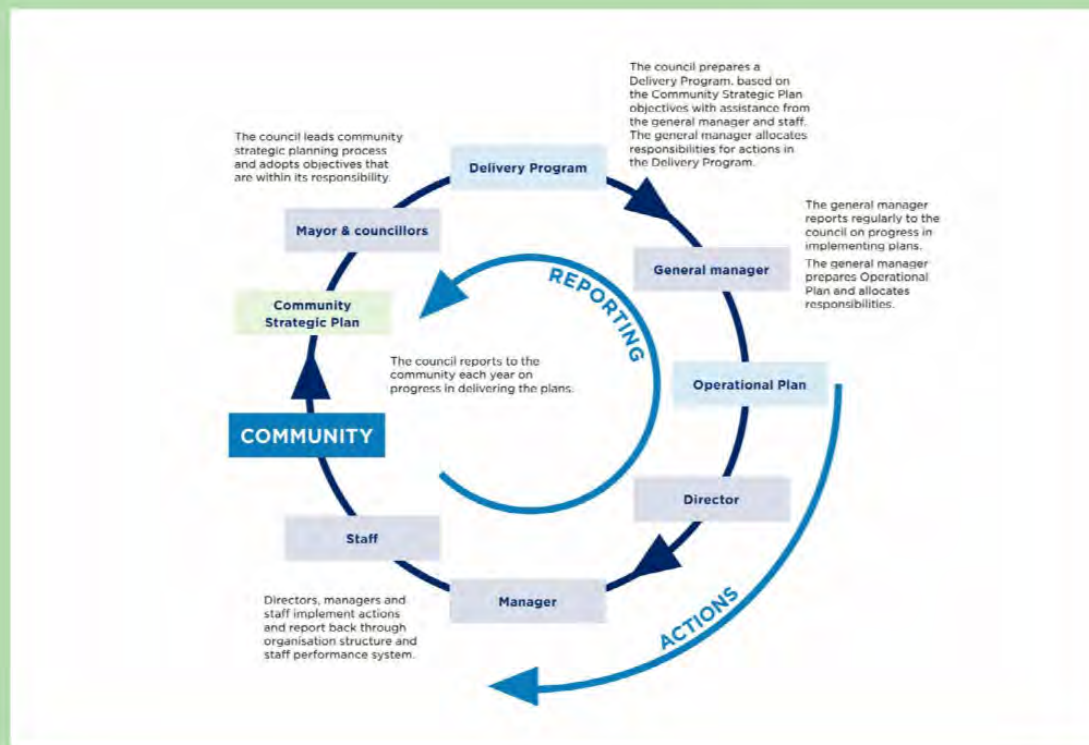 The council prepares a
Delivery Program, based on
the Community Strategic Plan
objectives with assistance from
the general manager and staff.
The general manager allocates
responsibilities for actions in
the Delivery Program.
The council leads community
strategic planning process
and adopts objectives that
are within its responsibility.
Delivery Program
Mayor & councillors
The general manager
reports regularly to the
council on progress in
implementing plans.
The general manager
prepares Operational
Plan and allocates
responsibilities.
General manager
REPORTING
Community
Strategic Plan
The council reports to the
community each year on
progress in delivering the plans.
Operational Plan
COMMUNITY
Director
Staff
Manager
ACTIONS
Directors, managers and
staff implement actions
and report back through
organisation structure and
staff performance system.